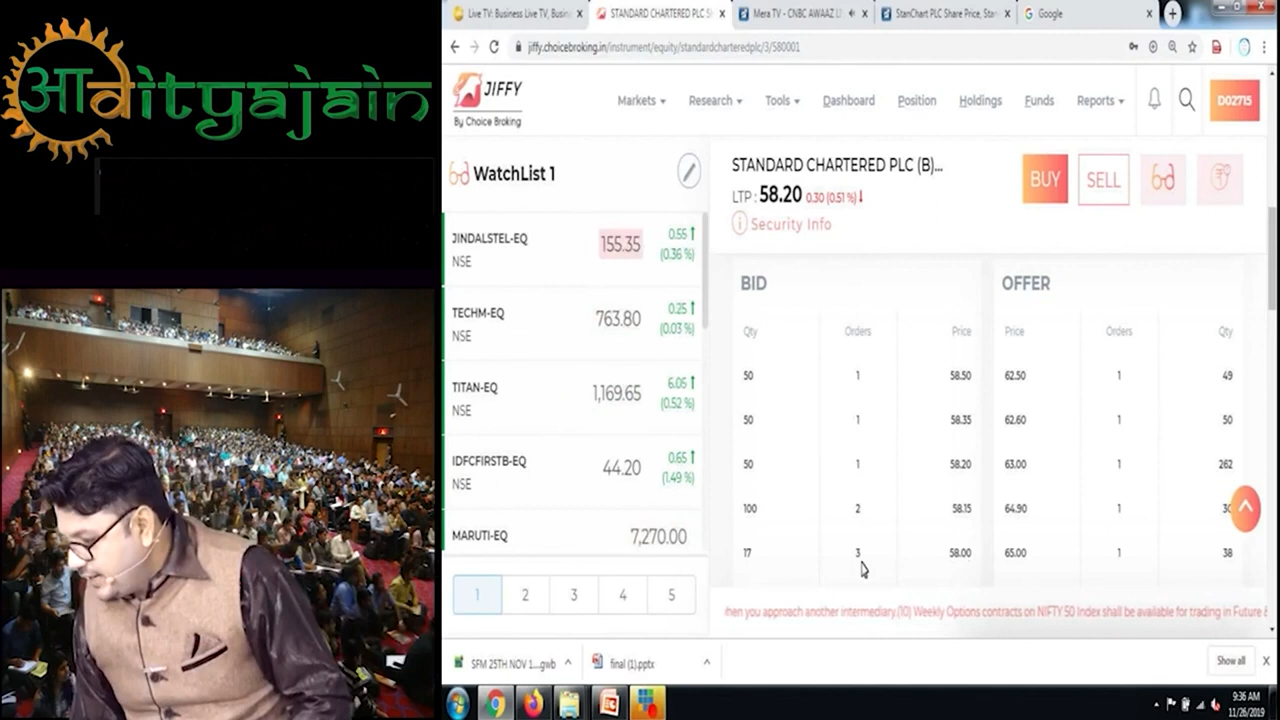 आdityajain
Live TV: Business Live TV, Busin
STANDARD CHARTERED PLC S
Mera TV - CNBC AWAAZ L
StanChart PLC Share Price, Stan
Google
jiffy.choicebroking.in/instrument/equity/standardcharteredplc/3/580001
JIFFY
By Choice Broking
Markets
Research
Tools
Dashboard
Position
Holdings
Funds
Reports
D02715
WatchList 1
JINDALSTEL-EQ 155.35 0.55
NSE (0.36 %)
TECHM-EQ 763.80 0.25
NSE (0.03 %)
TITAN-EQ 1,169.65 6.05
NSE (0.52 %)
IDFCFIRSTB-EQ 44.20 0.65
NSE (1.49 %)
MARUTI-EQ 7,270.00
1 2 3 4 5
STANDARD CHARTERED PLC (B)...
LTP : 58.20 0.30 (0.51 %)
Security Info
BUY
SELL
BID OFFER
Qty Orders Price Price Orders Qty
50 1 58.50 62.50 1 49
50 1 58.35 62.60 1 50
50 1 58.20 63.00 1 262
100 2 58.15 64.90 1
17 3 58.00 65.00 1 38
hen you approach another intermediary.(10) Weekly Options contracts on NIFTY 50 Index shall be available for trading in Future &
SFM 25TH NOV 1....gwb
final (1).pptx
Show all
9:36 AM
11/26/2019